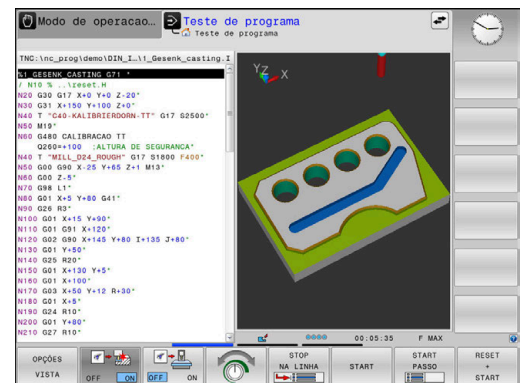 Modo de operacao...
Teste de programa
Teste de programa
TNC:\nc_prog\demo\DIN_I…\1_Gesenk_casting.I
%1_GESENK_CASTING G71 *
/ N10 % ..\reset.H
N20 G30 G17 X+0 Y+0 Z-20*
N30 G31 X+150 Y+100 Z+0*
N40 T "C40-KALIBRIERDORN-TT" G17 S2500*
N50 M19*
N60 G480 CALIBRACAO TT
Q260=+100 ;ALTURA DE SEGURANCA*
N40 T "MILL_D24_ROUGH" G17 S1800 F400*
N50 G00 G90 X-25 Y+65 Z+1 M13*
N60 G00 Z-5*
N70 G98 L1*
N80 G01 X+5 Y+80 G41*
N90 G26 R3*
N100 G01 X+15 Y+90*
N110 G01 G91 X+120*
N120 G02 G90 X+145 Y+80 I+135 J+80*
N130 G01 Y+50*
N140 G25 R20*
N150 G01 X+130 Y+5*
N160 G01 X+100*
N170 G03 X+50 Y+12 R+30*
N180 G01 X+5*
N190 G24 R10*
N200 G01 Y+80*
N210 G27 R10*
Y Z X
00:05:35 F MAX
OPÇÕES
VISTA
OFF ON
OFF ON
STOP
NA LINHA
START
START
PASSO
RESET
+
START